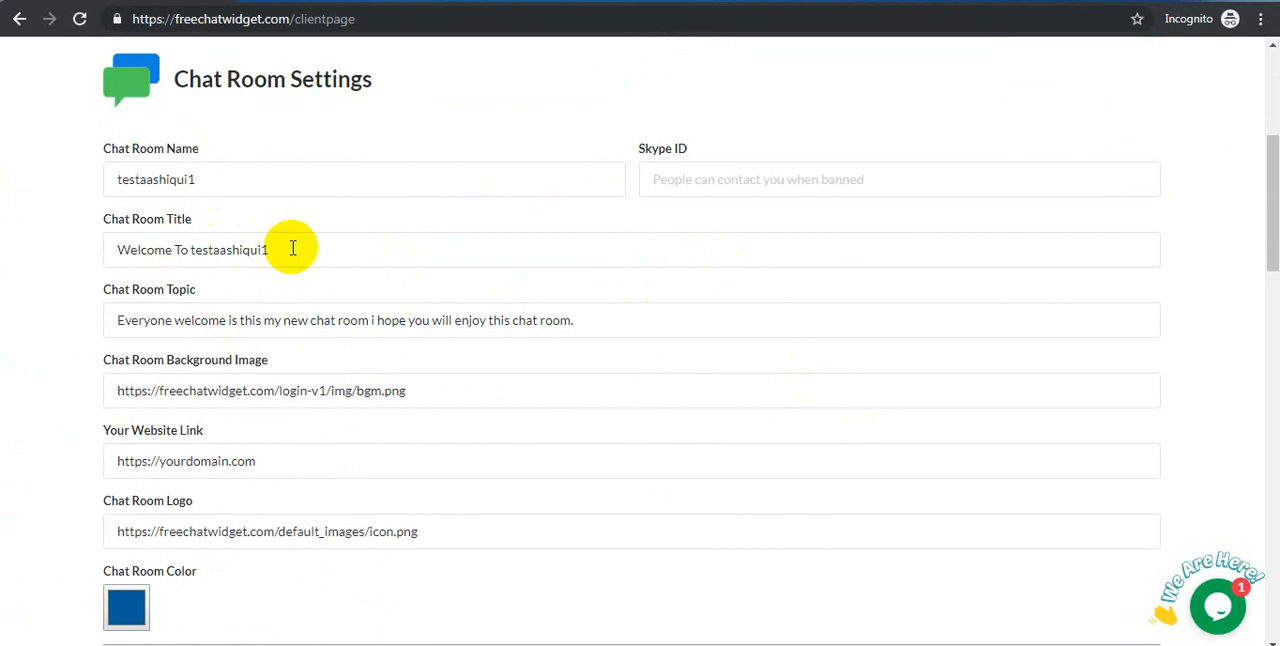 https://freechatwidget.com/clientpage
Incognito
Chat Room Settings
Chat Room Name
Skype ID
testaashiqui1
People can contact you when banned
Chat Room Title
Welcome To testaashiqui1
Chat Room Topic
Everyone welcome is this my new chat room i hope you will enjoy this chat room.
Chat Room Background Image
https://freechatwidget.com/login-v1/img/bgm.png
Your Website Link
https://yourdomain.com
Chat Room Logo
https://freechatwidget.com/default_images/icon.png
Chat Room Color
We Are Here!
1